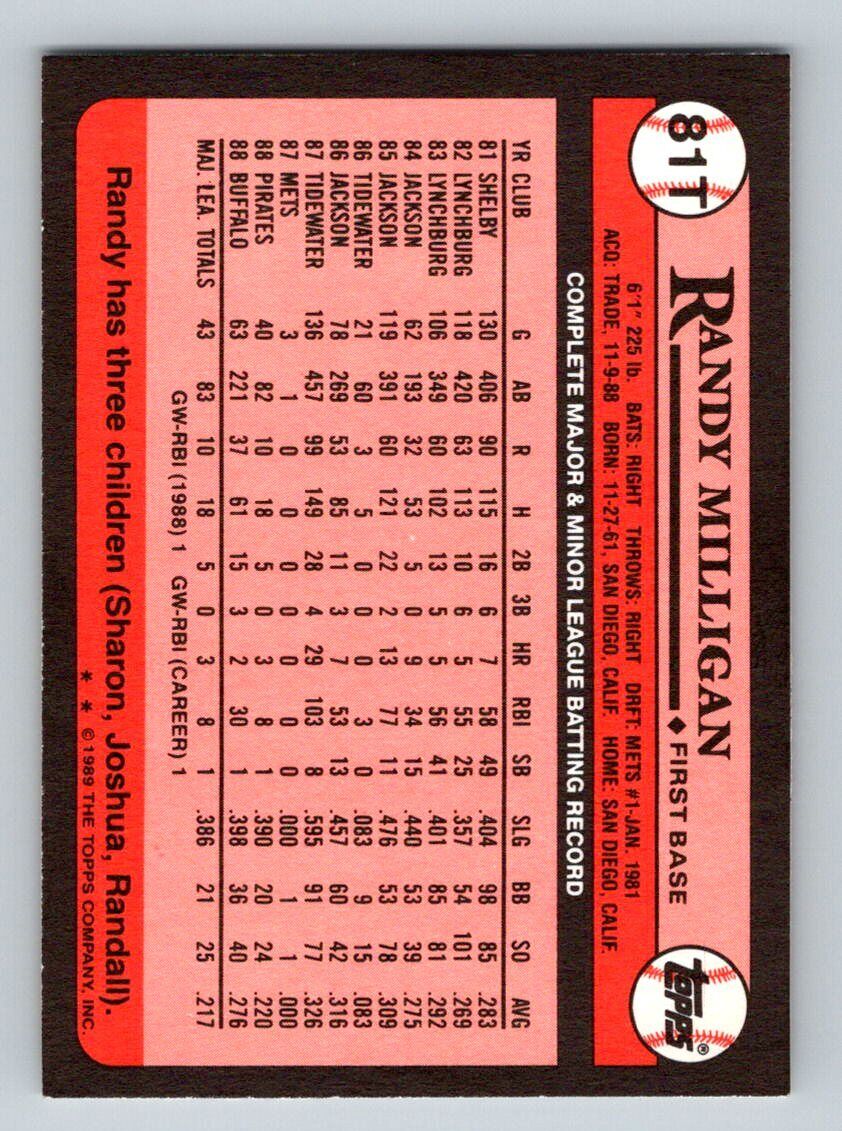 81T
RANDY MILLIGAN ♦ FIRST BASE
topps®
6'1" 225 lb. BATS: RIGHT THROWS: RIGHT DRFT: METS #1-JAN. 1981
ACQ: TRADE, 11-9-88 BORN: 11-27-61, SAN DIEGO, CALIF. HOME: SAN DIEGO, CALIF.
COMPLETE MAJOR & MINOR LEAGUE BATTING RECORD
YR CLUB G AB R H 2B 3B HR RBI SB SLG BB SO AVG
81 SHELBY 130 406 90 115 16 6 7 58 49 .404 98 85 .283
82 LYNCHBURG 118 420 63 113 10 6 5 55 25 .357 54 101 .269
83 LYNCHBURG 106 349 60 102 13 5 5 56 41 .401 85 81 .292
84 JACKSON 62 193 32 53 5 0 9 34 15 .440 53 39 .275
85 JACKSON 119 391 60 121 22 2 13 77 11 .476 53 78 .309
86 TIDEWATER 21 60 3 5 0 0 0 3 0 .083 9 15 .083
86 JACKSON 78 269 53 85 11 3 7 53 13 .457 60 42 .316
87 TIDEWATER 136 457 99 149 28 4 29 103 8 .595 91 77 .326
87 METS 3 1 0 0 0 0 0 0 0 .000 1 1 .000
88 PIRATES 40 82 10 18 5 0 3 8 1 .390 20 24 .220
88 BUFFALO 63 221 37 61 15 3 2 30 1 .398 36 40 .276
MAJ. LEA. TOTALS 43 83 10 18 5 0 3 8 1 .386 21 25 .217
GW-RBI (1988) 1 GW-RBI (CAREER) 1
Randy has three children (Sharon, Joshua, Randall).
* * © 1989 THE TOPPS COMPANY, INC.